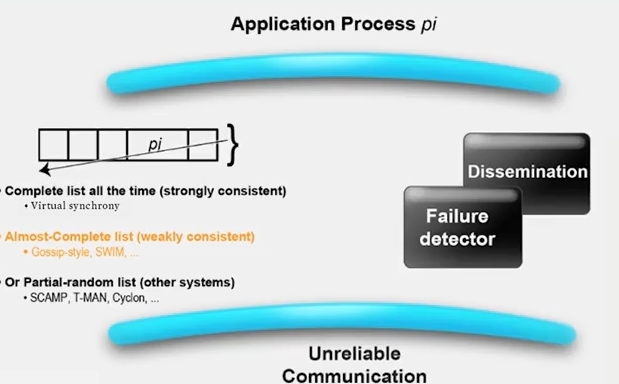 Application Process pi
pi
}
• Complete list all the time (strongly consistent)
• Virtual synchrony
• Almost-Complete list (weakly consistent)
• Gossip-style, SWIM, ...
• Or Partial-random list (other systems)
• SCAMP, T-MAN, Cyclon, ...
Dissemination
Failure
detector
Unreliable
Communication